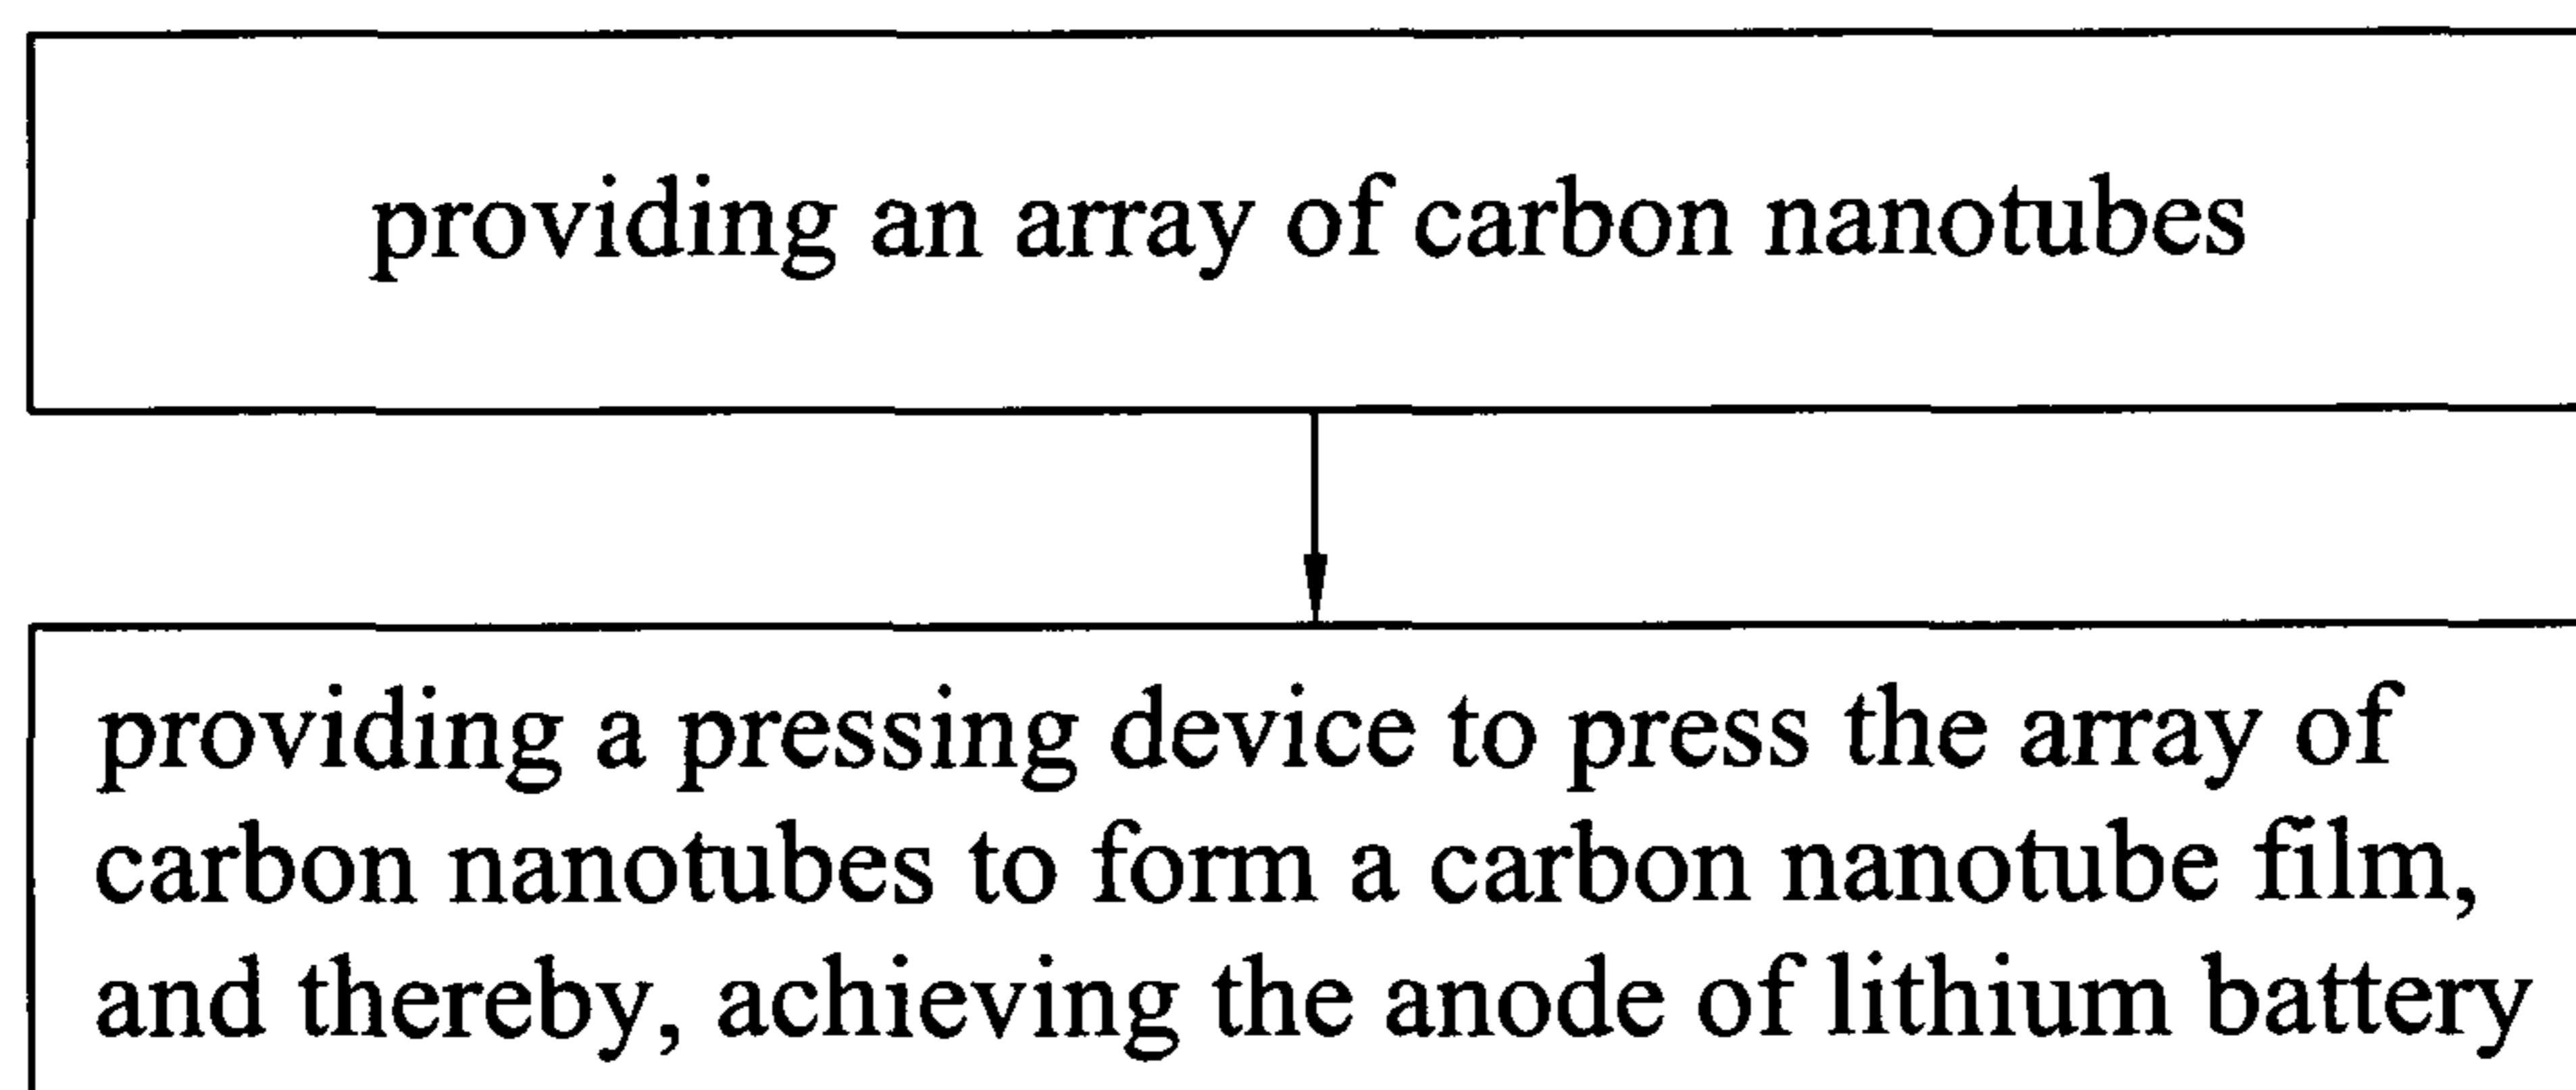 providing an array of carbon nanotubes
providing a pressing device to press the array of
carbon nanotubes to form a carbon nanotube film,
and thereby, achieving the anode of lithium battery